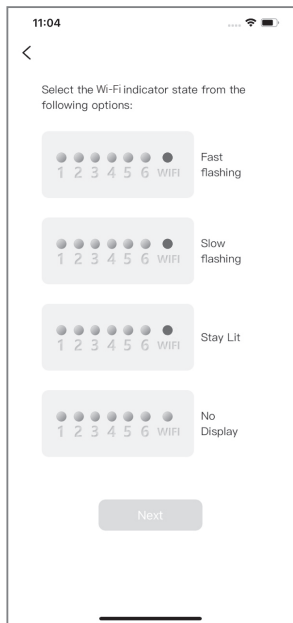 11:04
Select the Wi-Fi indicator state from the
following options:
1 2 3 4 5 6 WIFI
Fast
flashing
1 2 3 4 5 6 WIFI
Slow
flashing
1 2 3 4 5 6 WIFI
Stay Lit
1 2 3 4 5 6 WIFI
No
Display
Next